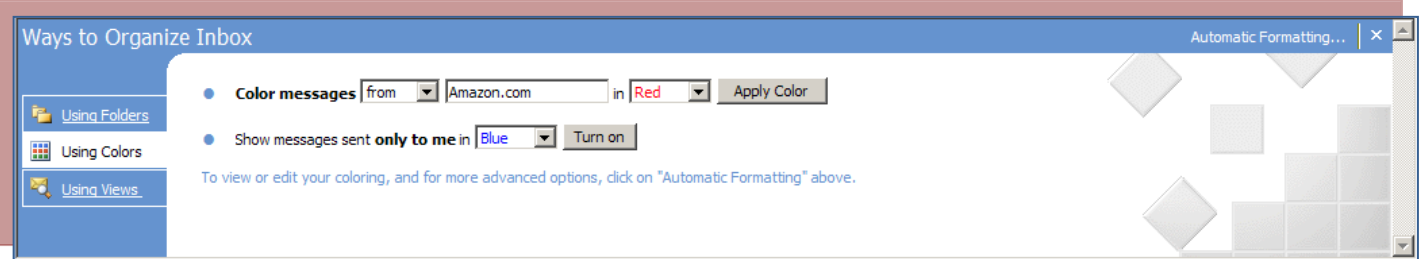 Ways to Organize Inbox Automatic Formatting...
Using Folders
Using Colors
Using Views
Color messages from Amazon.com in Red Apply Color
Show messages sent only to me in Blue Turn on
To view or edit your coloring, and for more advanced options, click on "Automatic Formatting" above.